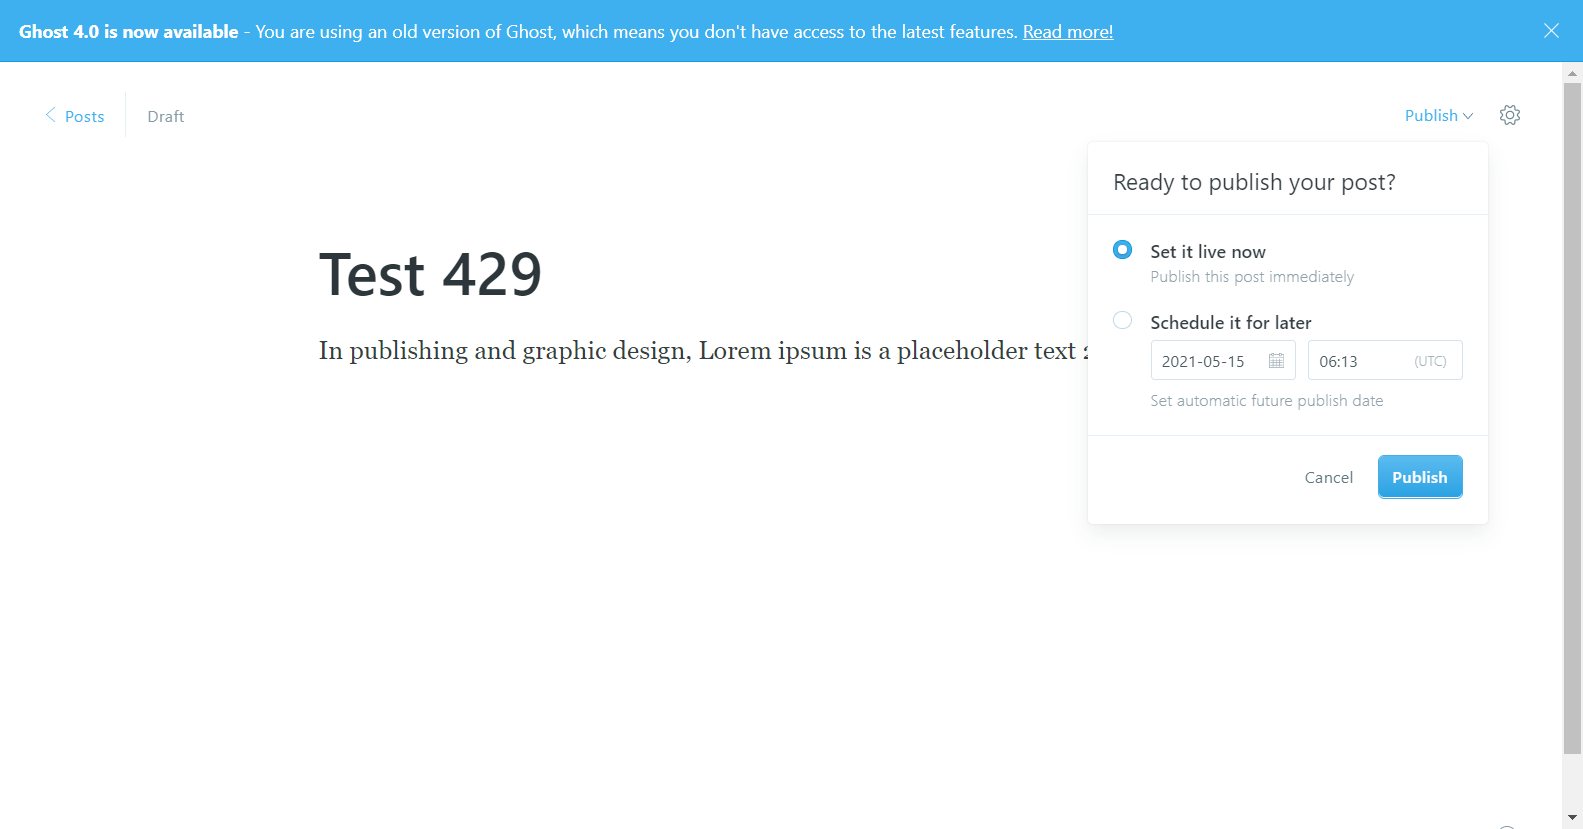 Ghost 4.0 is now available - You are using an old version of Ghost, which means you don't have access to the latest features. Read more!
Posts
Draft
Publish
Ready to publish your post?
Test 429
Set it live now
Publish this post immediately
Schedule it for later
In publishing and graphic design, Lorem ipsum is a placeholder text
2021-05-15
06:13
(UTC)
Set automatic future publish date
Cancel
Publish